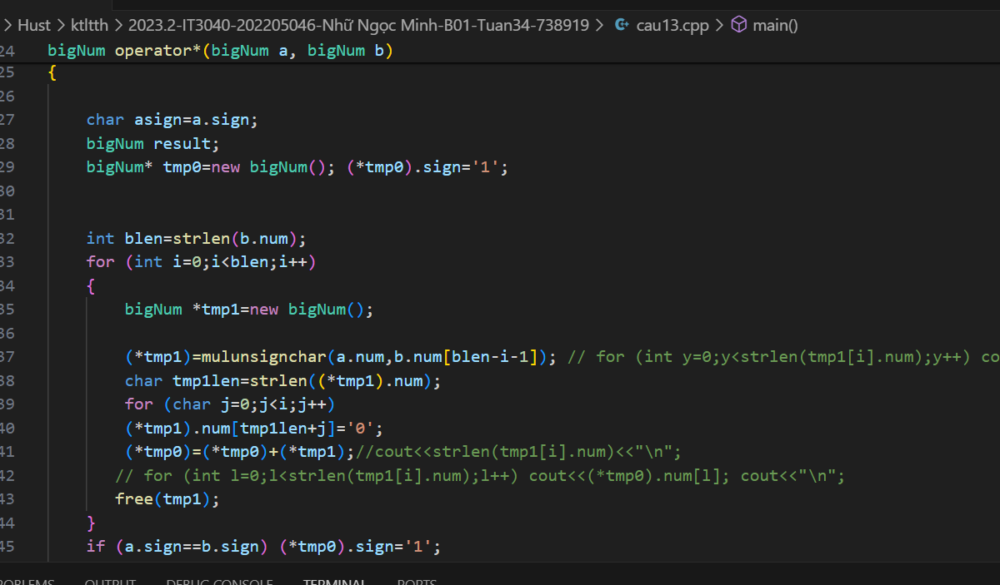 Hust > ktltth > 2023.2-IT3040-202205046-Nhữ Ngọc Minh-B01-Tuan34-738919 > cau13.cpp > main()
24 bigNum operator*(bigNum a, bigNum b)
25 {
26
27 char asign=a.sign;
28 bigNum result;
29 bigNum* tmp0=new bigNum(); (*tmp0).sign='1';
30
31
32 int blen=strlen(b.num);
33 for (int i=0;i<blen;i++)
34 {
35 bigNum *tmp1=new bigNum();
36
37 (*tmp1)=mulunsignchar(a.num,b.num[blen-i-1]); // for (int y=0;y<strlen(tmp1[i].num);y++) co
38 char tmp1len=strlen((*tmp1).num);
39 for (char j=0;j<i;j++)
40 (*tmp1).num[tmp1len+j]='0';
41 (*tmp0)=(*tmp0)+(*tmp1);//cout<<strlen(tmp1[i].num)<<"\n";
42 // for (int l=0;l<strlen(tmp1[i].num);l++) cout<<(*tmp0).num[l]; cout<<"\n";
43 free(tmp1);
44 }
45 if (a.sign==b.sign) (*tmp0).sign='1';
PROBLEMS OUTPUT DEBUG CONSOLE TERMINAL PORTS